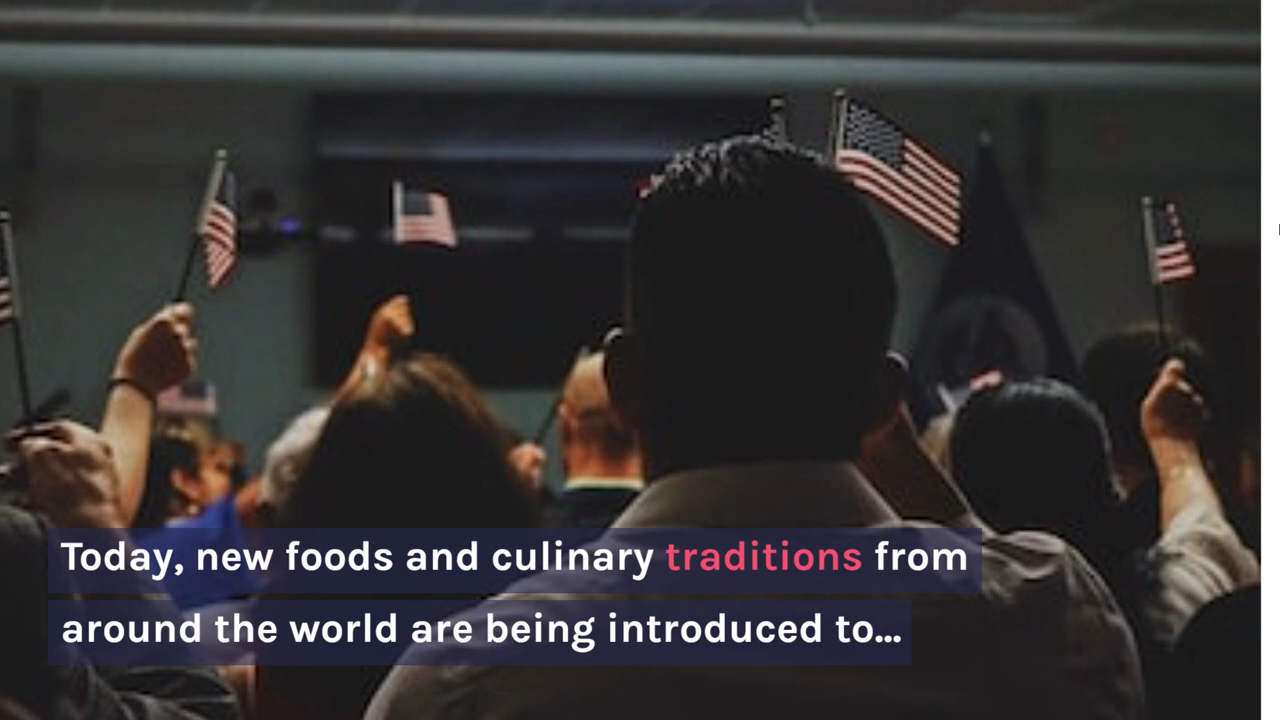 Today, new foods and culinary traditions from
around the world are being introduced to...